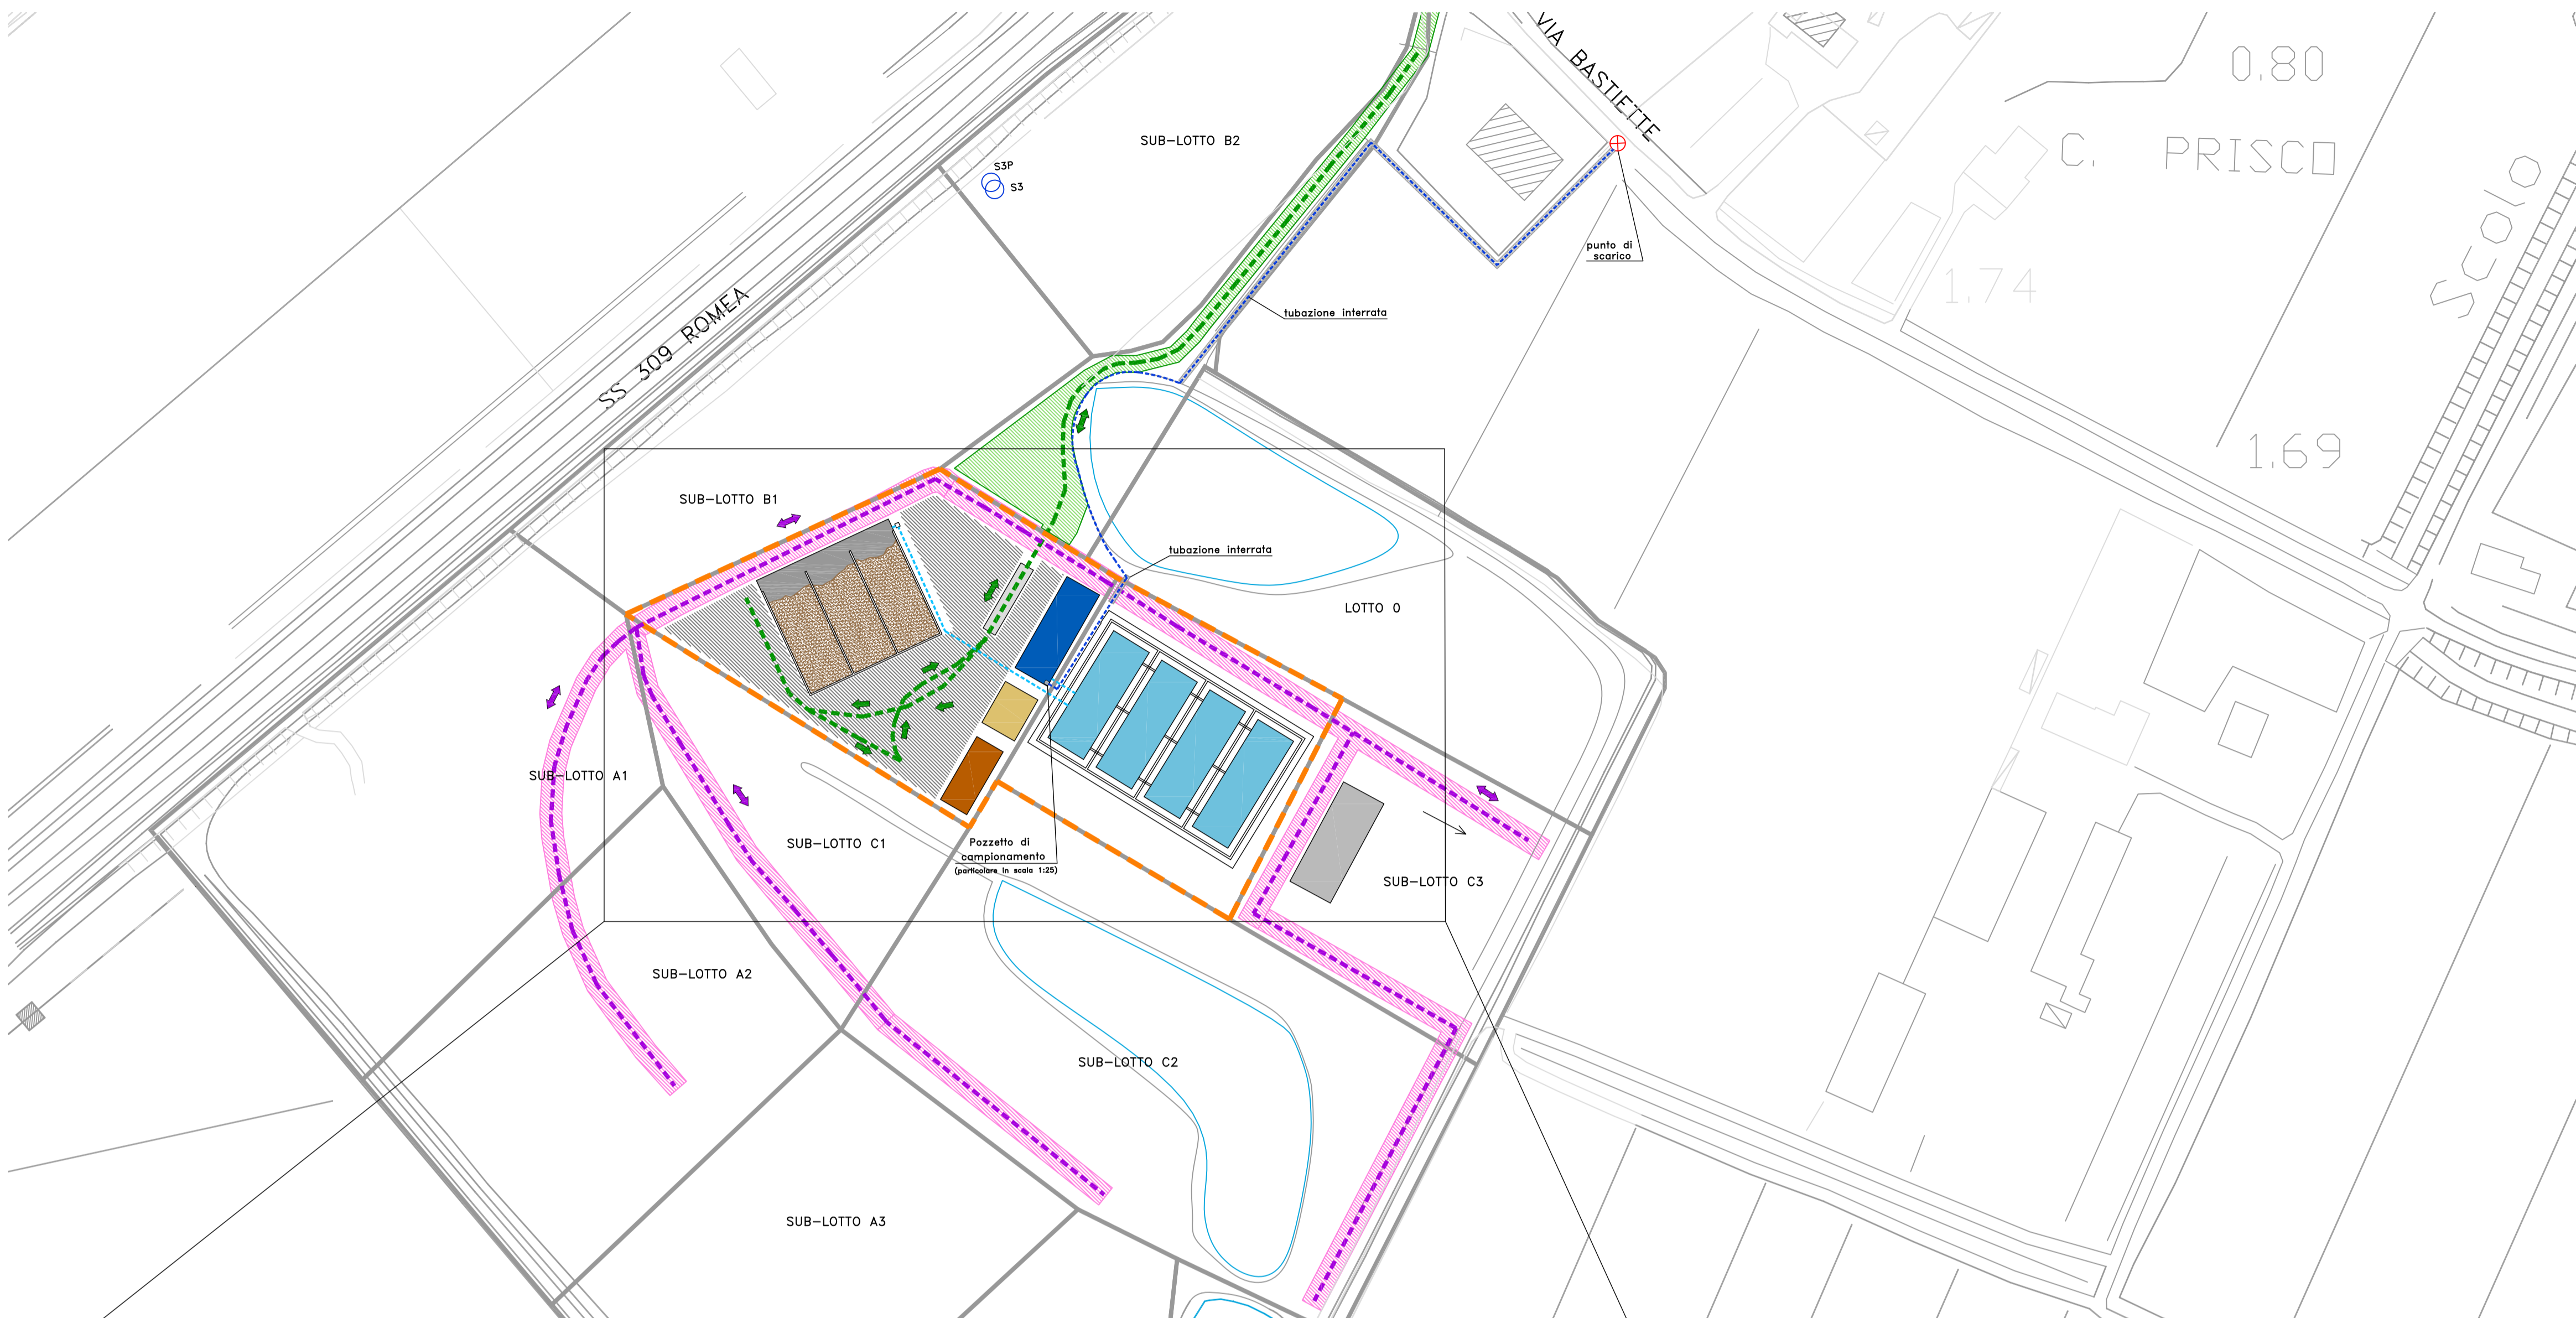 VIA BASTIETTE
0.80
C. PRISCO
SUB-LOTTO B2
S3P
S3
Scolo
punto di
scarico
1.74
tubazione interrata
SS 309 ROMEA
1.69
SUB-LOTTO B1
tubazione interrata
LOTTO 0
SUB-LOTTO A1
SUB-LOTTO C1
Pozzetto di
campionamento
(particolare in scala 1:25)
SUB-LOTTO C3
SUB-LOTTO A2
SUB-LOTTO C2
SUB-LOTTO A3